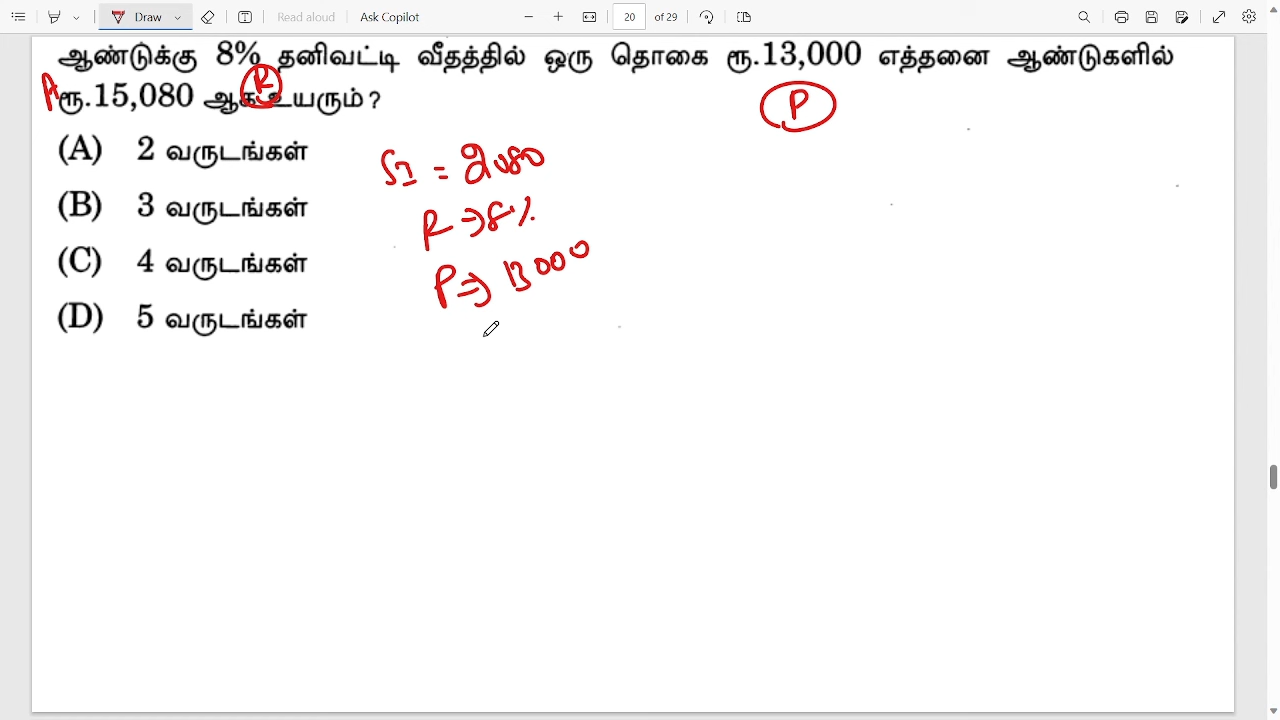 Draw
Read aloud
Ask Copilot
20 of 29
ஆண்டுக்கு 8% தனிவட்டி வீதத்தில் ஒரு தொகை ரூ.13,000 எத்தனை ஆண்டுகளில்
A ரூ.15,080 ஆக உயரும் ?
R
P
(A) 2 வருடங்கள்
(B) 3 வருடங்கள்
(C) 4 வருடங்கள்
(D) 5 வருடங்கள்
SI = 2080
R ⇒ 8%
P ⇒ 13000